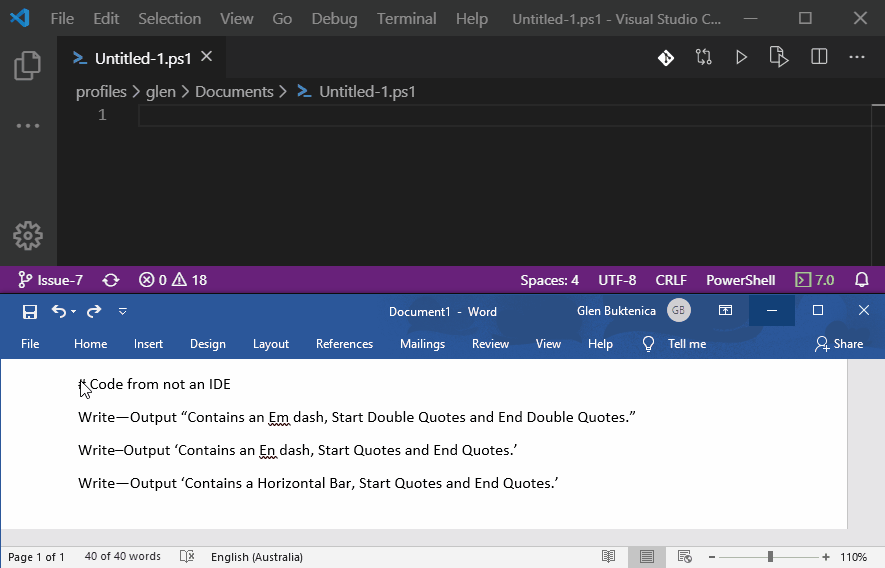 File Edit Selection View Go Debug Terminal Help Untitled-1.ps1 - Visual Studio C...
Untitled-1.ps1
profiles > glen > Documents > Untitled-1.ps1
1
Issue-7 0 18 Spaces: 4 UTF-8 CRLF PowerShell 7.0
Document1 - Word Glen Buktenica GB
File Home Insert Design Layout References Mailings Review View Help Tell me Share
# Code from not an IDE
Write—Output “Contains an Em dash, Start Double Quotes and End Double Quotes.”
Write–Output ‘Contains an En dash, Start Quotes and End Quotes.’
Write―Output ‘Contains a Horizontal Bar, Start Quotes and End Quotes.’
Page 1 of 1 40 of 40 words English (Australia) 110%